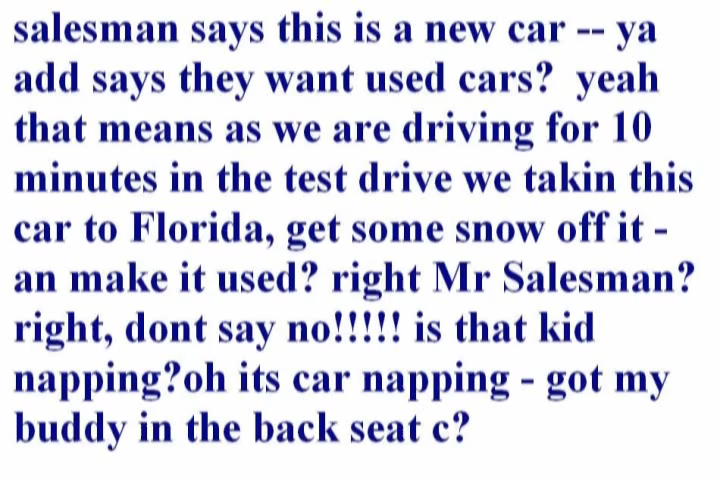 salesman says this is a new car -- ya
add says they want used cars?  yeah
that means as we are driving for 10
minutes in the test drive we takin this
car to Florida, get some snow off it -
an make it used? right Mr Salesman?
right, dont say no!!!!! is that kid
napping?oh its car napping - got my
buddy in the back seat c?